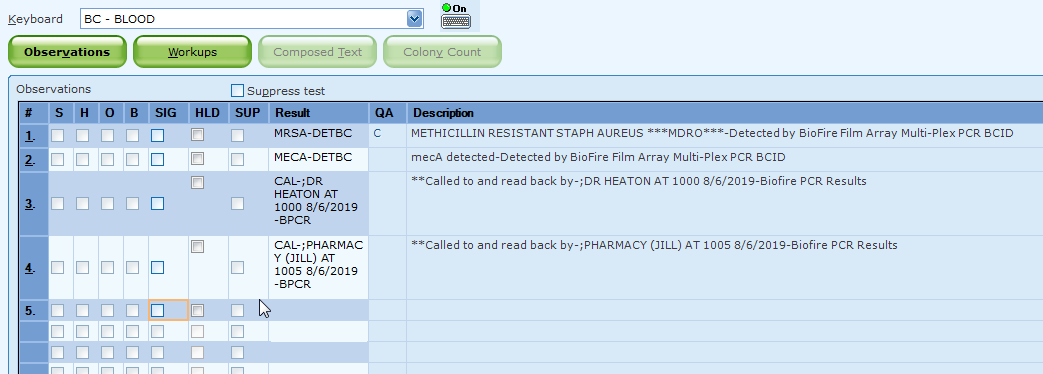 Keyboard BC - BLOOD On
Observations Workups Composed Text Colony Count
Observations Suppress test
# S H O B SIG HLD SUP Result QA Description
1. MRSA-DETBC C METHICILLIN RESISTANT STAPH AUREUS ***MDRO***-Detected by BioFire Film Array Multi-Plex PCR BCID
2. MECA-DETBC mecA detected-Detected by BioFire Film Array Multi-Plex PCR BCID
3. CAL-;DR **Called to and read back by-;DR HEATON AT 1000 8/6/2019-Biofire PCR Results
HEATON AT
1000 8/6/2019
-BPCR
4. CAL-;PHARMAC **Called to and read back by-;PHARMACY (JILL) AT 1005 8/6/2019-Biofire PCR Results
Y (JILL) AT
1005 8/6/2019
-BPCR
5.